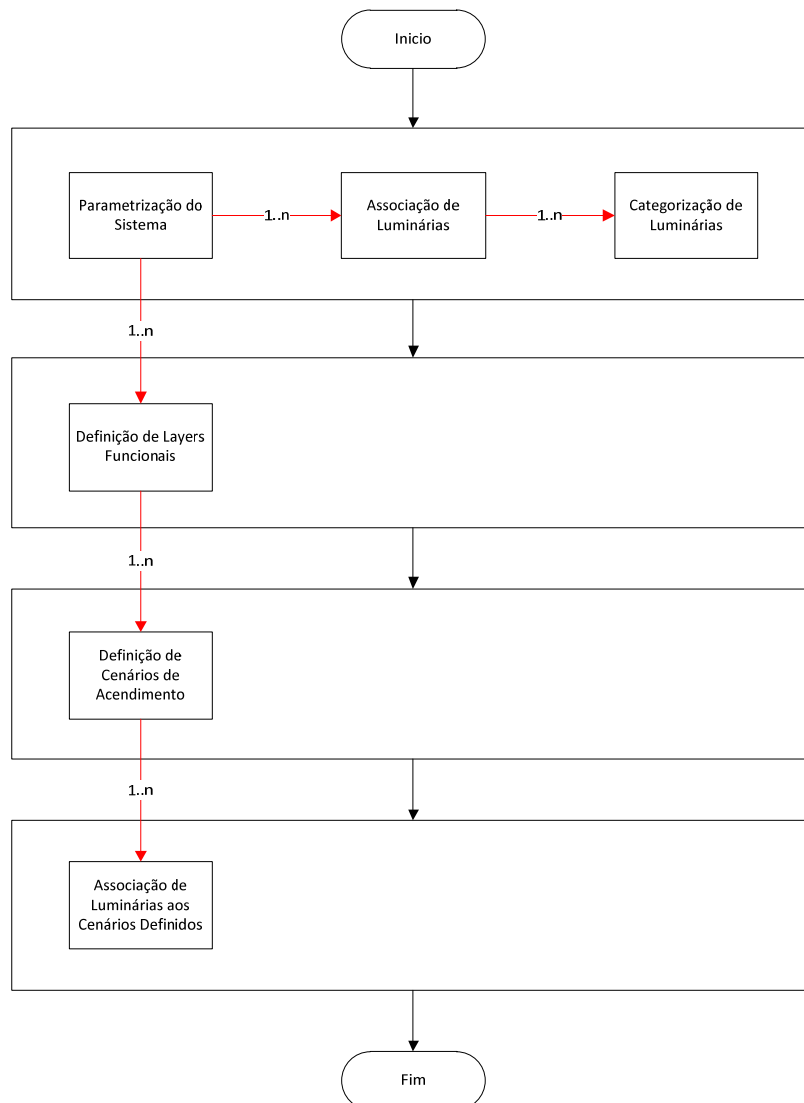 Inicio
Parametrização do
Sistema
1..n
Associação de
Luminárias
1..n
Categorização de
Luminárias
1..n
Definição de Layers
Funcionais
1..n
Definição de
Cenários de
Acendimento
1..n
Associação de
Luminárias aos
Cenários Definidos
Fim